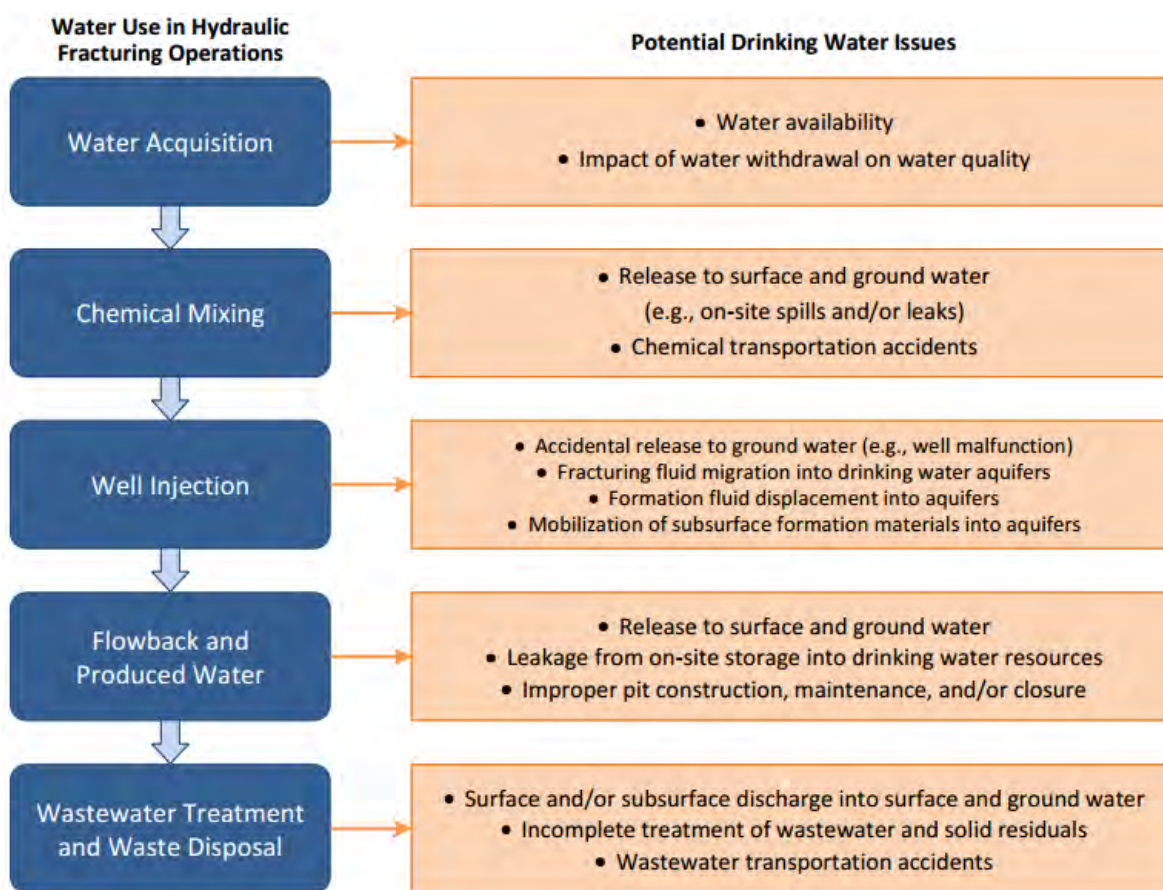 Water Use in Hydraulic
Fracturing Operations
Potential Drinking Water Issues
Water Acquisition
• Water availability
• Impact of water withdrawal on water quality
Chemical Mixing
• Release to surface and ground water
(e.g., on-site spills and/or leaks)
• Chemical transportation accidents
Well Injection
• Accidental release to ground water (e.g., well malfunction)
• Fracturing fluid migration into drinking water aquifers
• Formation fluid displacement into aquifers
• Mobilization of subsurface formation materials into aquifers
Flowback and
Produced Water
• Release to surface and ground water
• Leakage from on-site storage into drinking water resources
• Improper pit construction, maintenance, and/or closure
Wastewater Treatment
and Waste Disposal
• Surface and/or subsurface discharge into surface and ground water
• Incomplete treatment of wastewater and solid residuals
• Wastewater transportation accidents